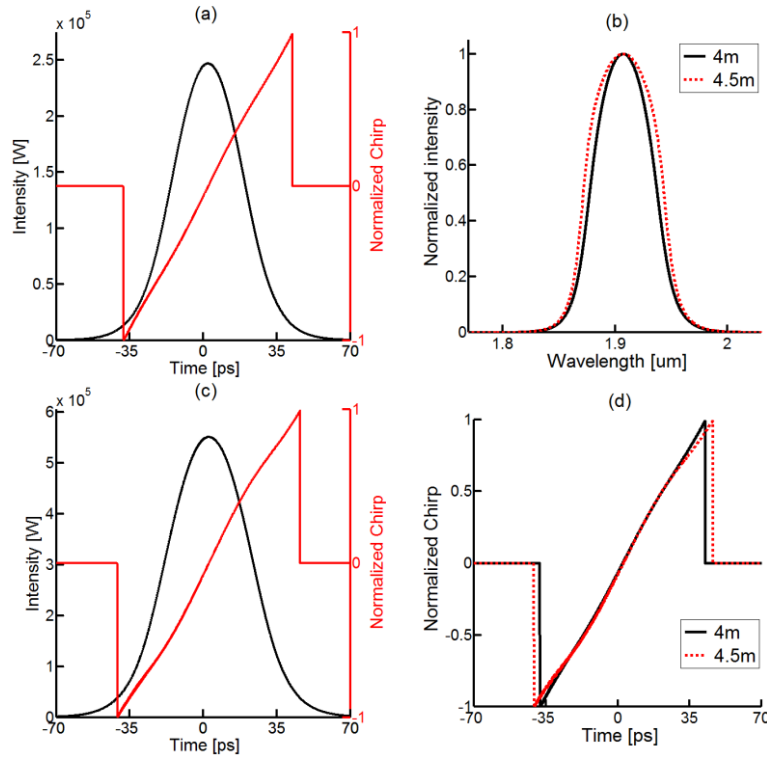 (a)
x 10^5
2.5
2
1.5
1
0.5
0
Intensity [W]
1
0
-1
Normalized Chirp
-70 -35 0 35 70
Time [ps]
(b)
1
0.8
0.6
0.4
0.2
0
Normalized intensity
4m
4.5m
1.8 1.9 2
Wavelength [um]
(c)
x 10^5
6
5
4
3
2
1
0
Intensity [W]
1
0
-1
Normalized Chirp
-70 -35 0 35 70
Time [ps]
(d)
1
0.5
0
-0.5
-1
Normalized Chirp
4m
4.5m
-70 -35 0 35 70
Time [ps]